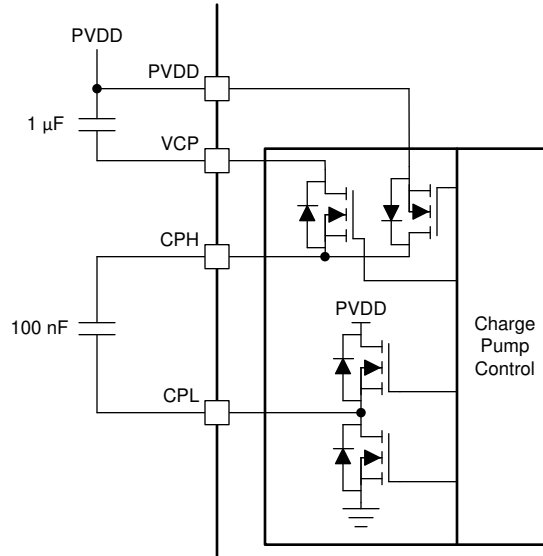 PVDD
PVDD
1 µF
VCP
CPH
PVDD
100 nF
Charge
Pump
Control
CPL